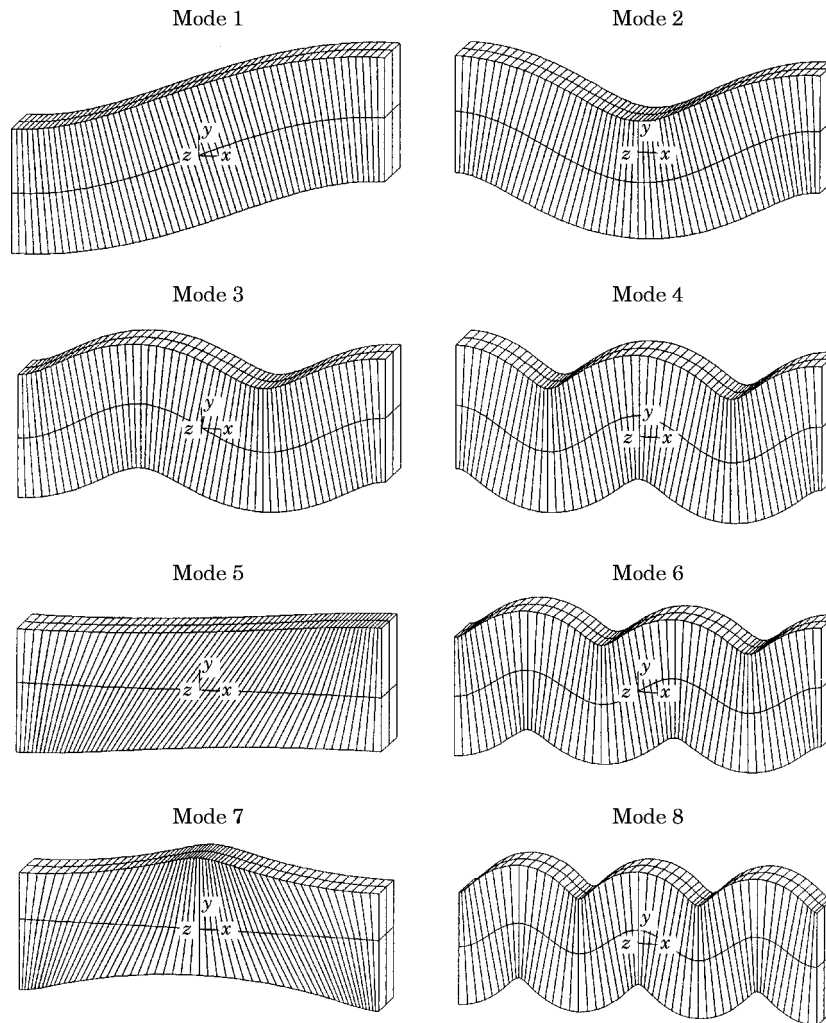 Mode 1
Mode 2
y
z x
y
z x
Mode 3
Mode 4
y
z x
y
z x
Mode 5
Mode 6
y
z x
y
z x
Mode 7
Mode 8
y
z x
y
z x